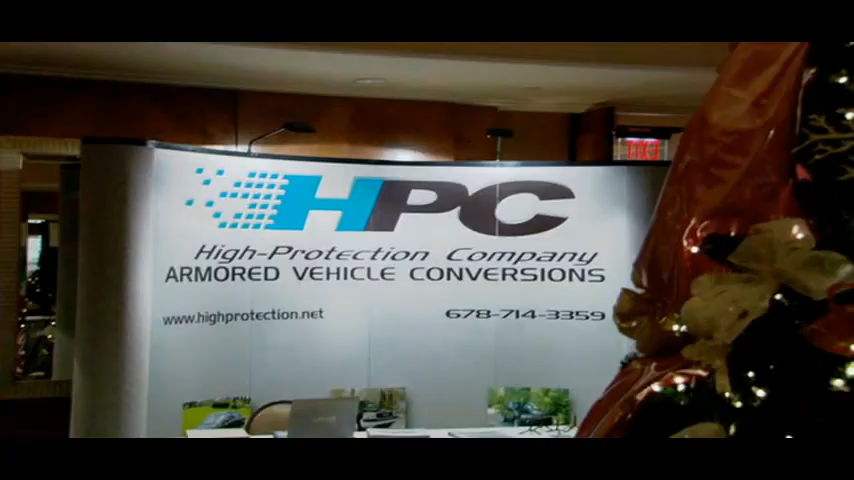 EXIT
HPC
High-Protection Company
ARMORED VEHICLE CONVERSIONS
www.highprotection.net
678-714-3359